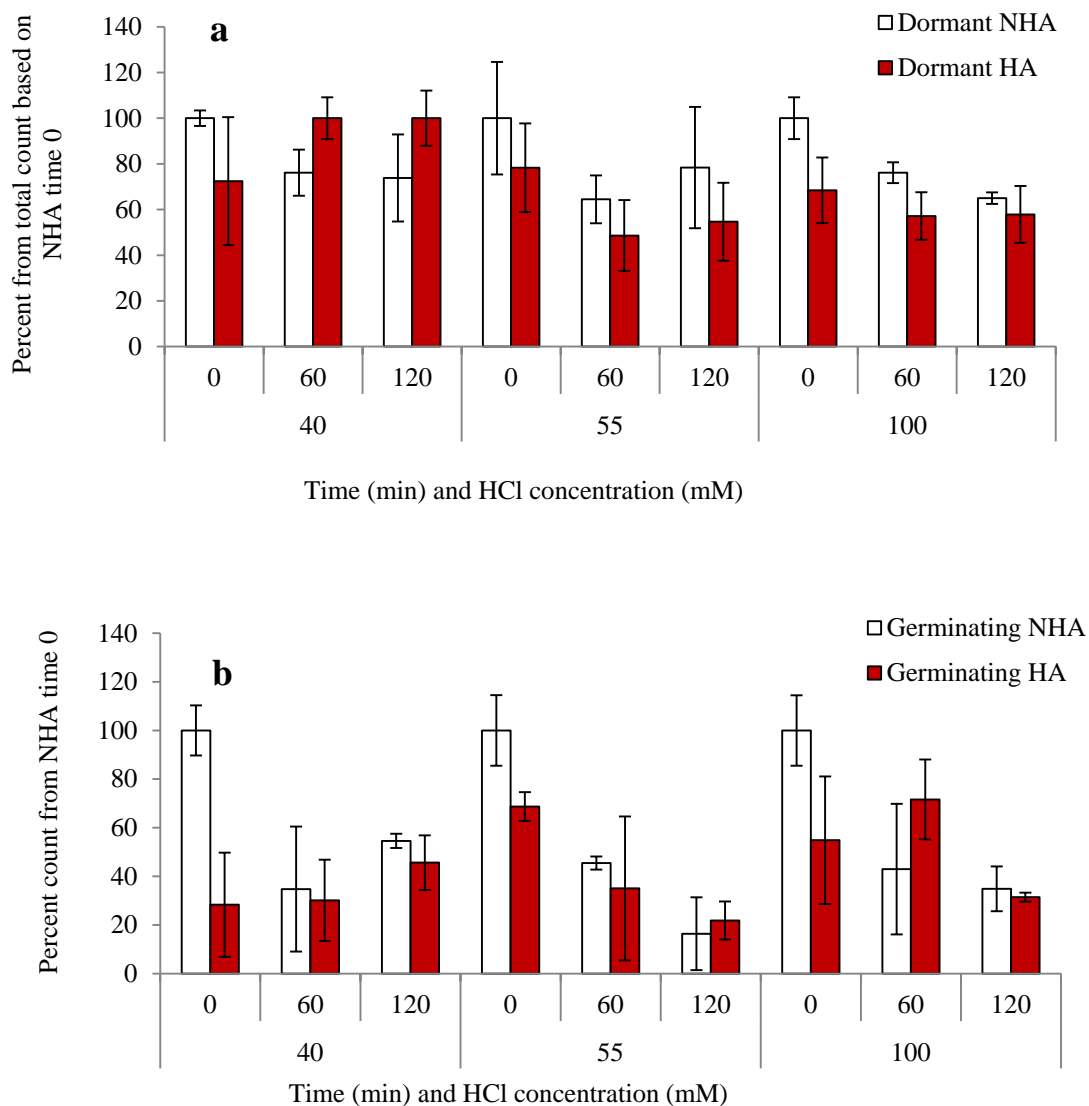 Percent from total count based on
NHA time 0
140
120
100
80
60
40
20
0
a
Dormant NHA
Dormant HA
0 60 120 0 60 120 0 60 120
40 55 100
Time (min) and HCl concentration (mM)
Percent count from NHA time 0
140
120
100
80
60
40
20
0
b
Germinating NHA
Germinating HA
0 60 120 0 60 120 0 60 120
40 55 100
Time (min) and HCl concentration (mM)